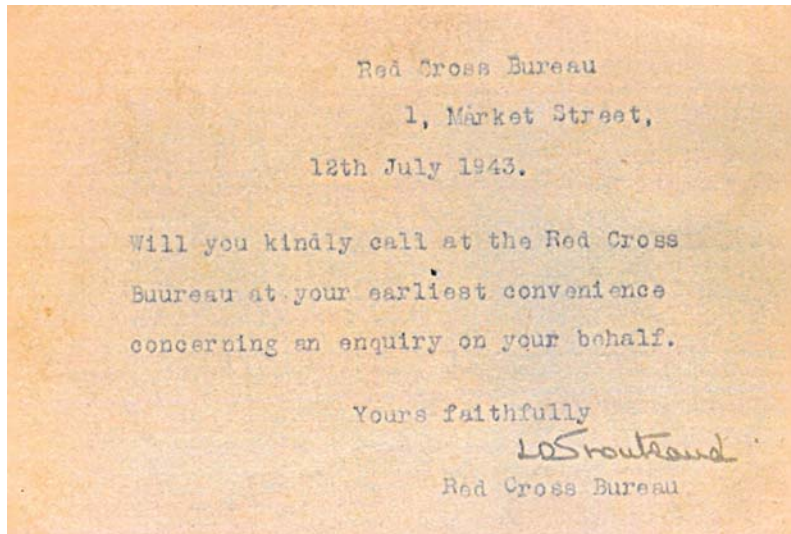 Red Cross Bureau
1, Market Street,
12th July 1943.
Will you kindly call at the Red Cross
Buureau at your earliest convenience
concerning an enquiry on your behalf.
Yours faithfully
Red Cross Bureau